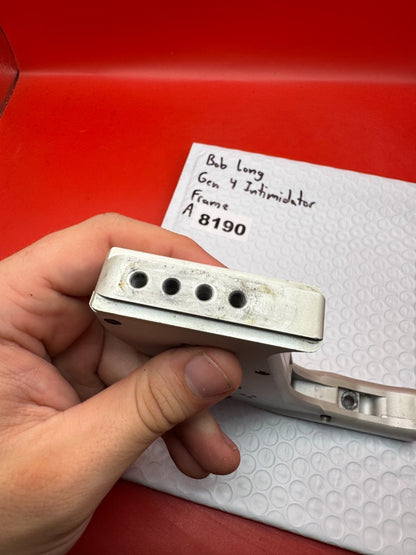 Bob Long
Gen 4 Intimidator
Frame
A 8190